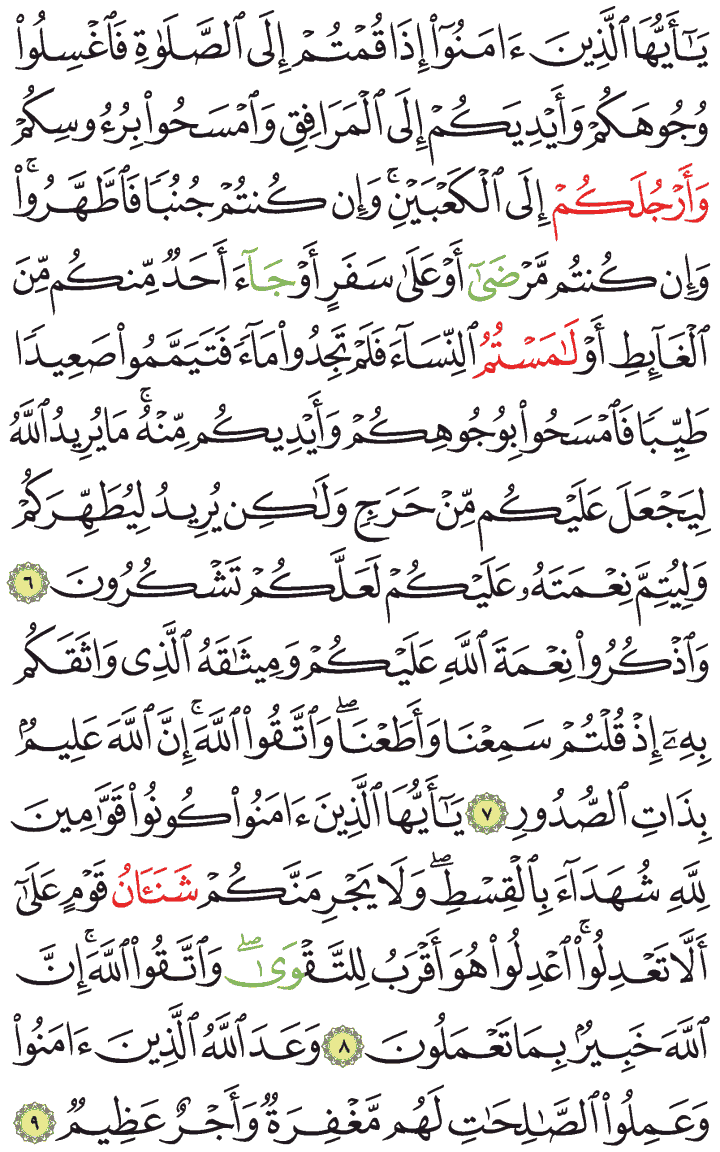 يَـٰٓأَيُّهَا ٱلَّذِينَ ءَامَنُوٓا۟ إِذَا قُمْتُمْ إِلَى ٱلصَّلَوٰةِ فَٱغْسِلُوا۟
وُجُوهَكُمْ وَأَيْدِيَكُمْ إِلَى ٱلْمَرَافِقِ وَٱمْسَحُوا۟ بِرُءُوسِكُمْ
وَأَرْجُلَكُمْ إِلَى ٱلْكَعْبَيْنِ ۚ وَإِن كُنتُمْ جُنُبًا فَٱطَّهَّرُوا۟ ۚ
وَإِن كُنتُم مَّرْضَىٰٓ أَوْ عَلَىٰ سَفَرٍ أَوْ جَآءَ أَحَدٌ مِّنكُم مِّنَ
ٱلْغَآئِطِ أَوْ لَـٰمَسْتُمُ ٱلنِّسَآءَ فَلَمْ تَجِدُوا۟ مَآءً فَتَيَمَّمُوا۟ صَعِيدًا
طَيِّبًا فَٱمْسَحُوا۟ بِوُجُوهِكُمْ وَأَيْدِيكُم مِّنْهُ ۚ مَا يُرِيدُ ٱللَّهُ
لِيَجْعَلَ عَلَيْكُم مِّنْ حَرَجٍ وَلَـٰكِن يُرِيدُ لِيُطَهِّرَكُمْ
وَلِيُتِمَّ نِعْمَتَهُۥ عَلَيْكُمْ لَعَلَّكُمْ تَشْكُرُونَ ٦
وَٱذْكُرُوا۟ نِعْمَةَ ٱللَّهِ عَلَيْكُمْ وَمِيثَـٰقَهُ ٱلَّذِى وَاثَقَكُم
بِهِۦٓ إِذْ قُلْتُمْ سَمِعْنَا وَأَطَعْنَا ۖ وَٱتَّقُوا۟ ٱللَّهَ ۚ إِنَّ ٱللَّهَ عَلِيمٌۢ
بِذَاتِ ٱلصُّدُورِ ٧ يَـٰٓأَيُّهَا ٱلَّذِينَ ءَامَنُوا۟ كُونُوا۟ قَوَّٰمِينَ
لِلَّهِ شُهَدَآءَ بِٱلْقِسْطِ ۖ وَلَا يَجْرِمَنَّكُمْ شَنَـَٔانُ قَوْمٍ عَلَىٰٓ
أَلَّا تَعْدِلُوا۟ ۚ ٱعْدِلُوا۟ هُوَ أَقْرَبُ لِلتَّقْوَىٰ ۖ وَٱتَّقُوا۟ ٱللَّهَ ۚ إِنَّ
ٱللَّهَ خَبِيرٌۢ بِمَا تَعْمَلُونَ ٨ وَعَدَ ٱللَّهُ ٱلَّذِينَ ءَامَنُوا۟
وَعَمِلُوا۟ ٱلصَّـٰلِحَـٰتِ لَهُم مَّغْفِرَةٌ وَأَجْرٌ عَظِيمٌ ٩